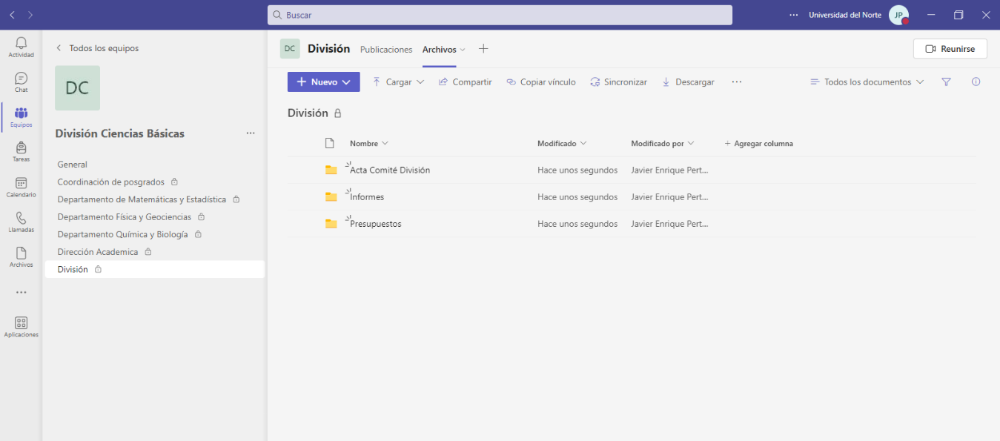 Buscar
Universidad del Norte
JP
Actividad
Chat
Equipos
Tareas
Calendario
Llamadas
Archivos
Aplicaciones
Todos los equipos
DC
División Ciencias Básicas
General
Coordinación de posgrados
Departamento de Matemáticas y Estadística
Departamento Física y Geociencias
Departamento Química y Biología
Dirección Academica
División
DC División Publicaciones Archivos
Reunirse
Nuevo Cargar Compartir Copiar vínculo Sincronizar Descargar Todos los documentos
División
Nombre Modificado Modificado por + Agregar columna
Acta Comité División Hace unos segundos Javier Enrique Pert...
Informes Hace unos segundos Javier Enrique Pert...
Presupuestos Hace unos segundos Javier Enrique Pert...